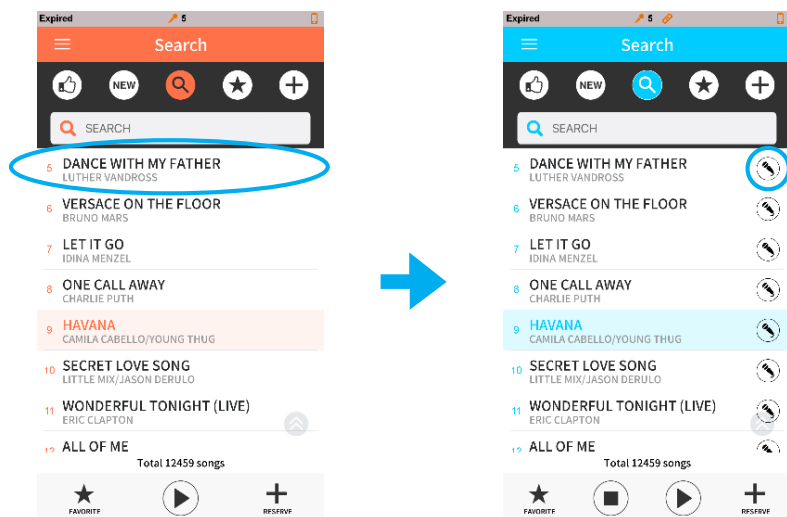 Expired 5
Search
NEW
SEARCH
5 DANCE WITH MY FATHER
LUTHER VANDROSS
6 VERSACE ON THE FLOOR
BRUNO MARS
7 LET IT GO
IDINA MENZEL
8 ONE CALL AWAY
CHARLIE PUTH
9 HAVANA
CAMILA CABELLO/YOUNG THUG
10 SECRET LOVE SONG
LITTLE MIX/JASON DERULO
11 WONDERFUL TONIGHT (LIVE)
ERIC CLAPTON
12 ALL OF ME
Total 12459 songs
FAVORITE
RESERVE
Expired 5
Search
NEW
SEARCH
5 DANCE WITH MY FATHER
LUTHER VANDROSS
6 VERSACE ON THE FLOOR
BRUNO MARS
7 LET IT GO
IDINA MENZEL
8 ONE CALL AWAY
CHARLIE PUTH
9 HAVANA
CAMILA CABELLO/YOUNG THUG
10 SECRET LOVE SONG
LITTLE MIX/JASON DERULO
11 WONDERFUL TONIGHT (LIVE)
ERIC CLAPTON
12 ALL OF ME
Total 12459 songs
FAVORITE
RESERVE